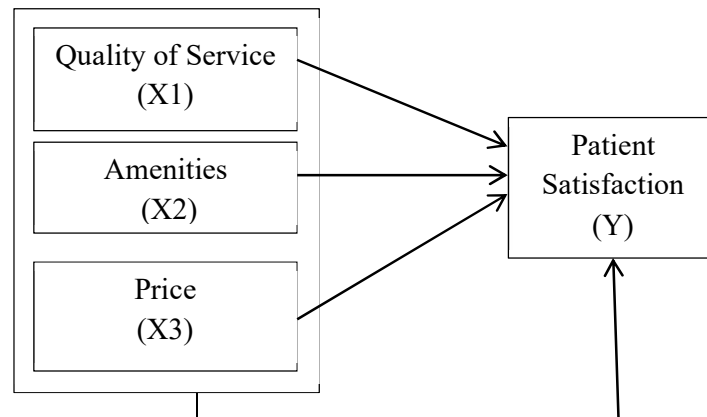 Quality of Service
(X1)
Amenities
(X2)
Price
(X3)
Patient
Satisfaction
(Y)